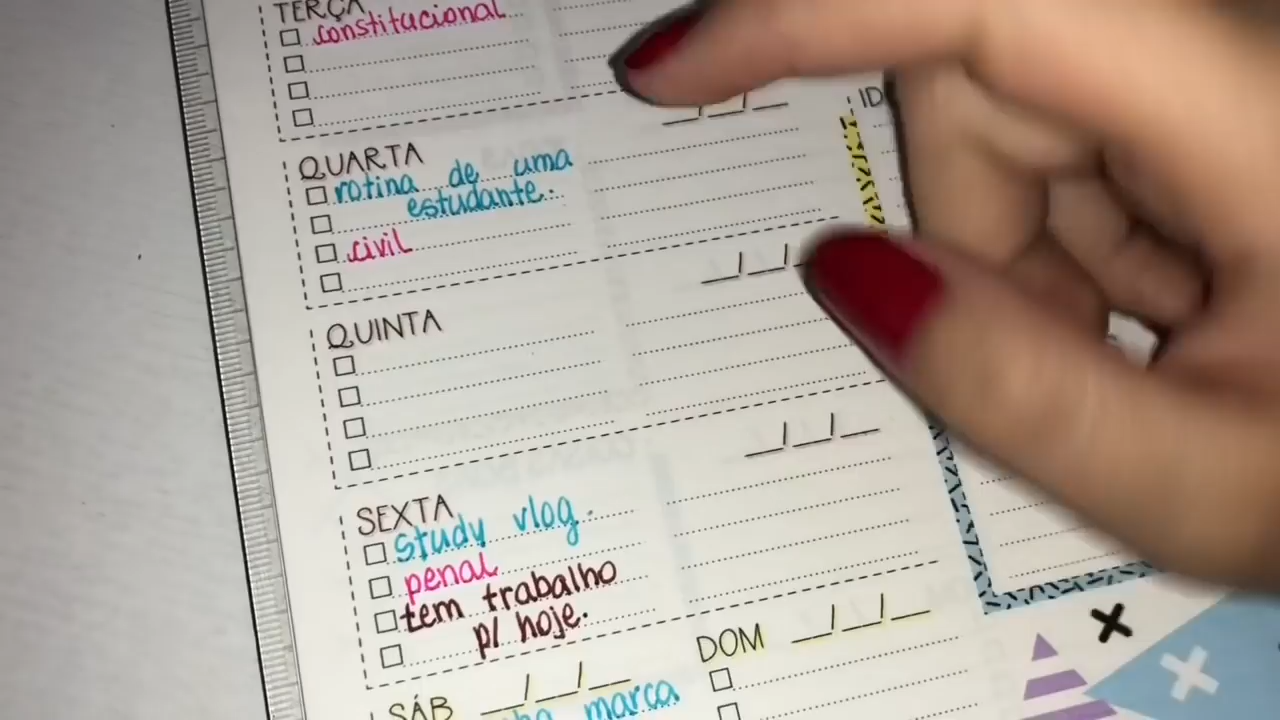 TERÇA
constitucional
QUARTA
rotina de uma
estudante..
civil
QUINTA
SEXTA
study vlog.
penal
tem trabalho
p/ hoje.
SÁB
marca
DOM